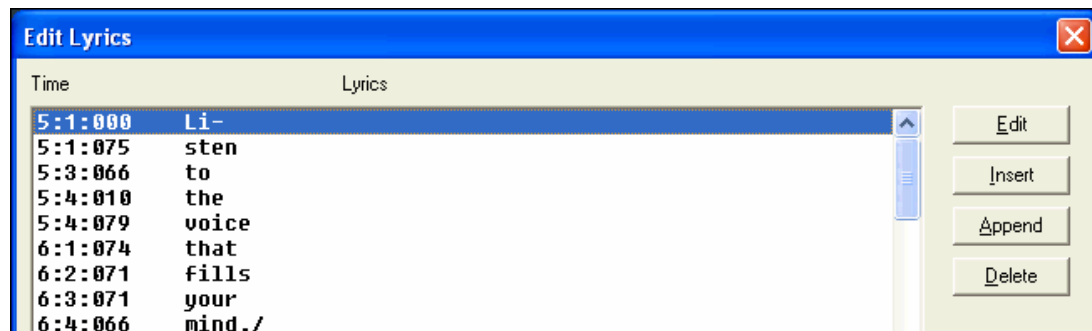 Edit Lyrics
Time Lyrics
5:1:000 Li-
5:1:075 sten
5:3:066 to
5:4:010 the
5:4:079 voice
6:1:074 that
6:2:071 fills
6:3:071 your
6:4:066 mind./
Edit
Insert
Append
Delete